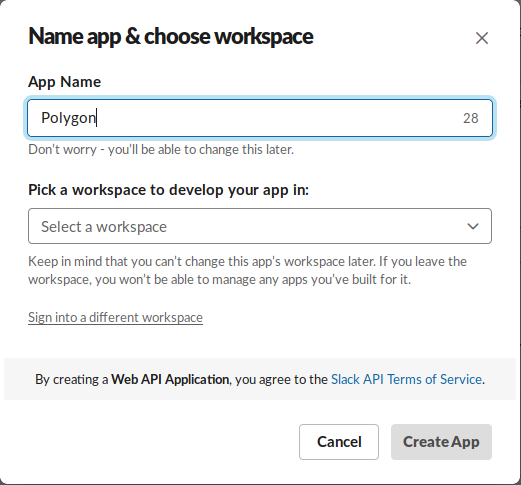 Name app & choose workspace
App Name
Polygon 28
Don't worry - you'll be able to change this later.
Pick a workspace to develop your app in:
Select a workspace
Keep in mind that you can't change this app's workspace later. If you leave the
workspace, you won't be able to manage any apps you've built for it.
Sign into a different workspace
By creating a Web API Application, you agree to the Slack API Terms of Service.
Cancel Create App